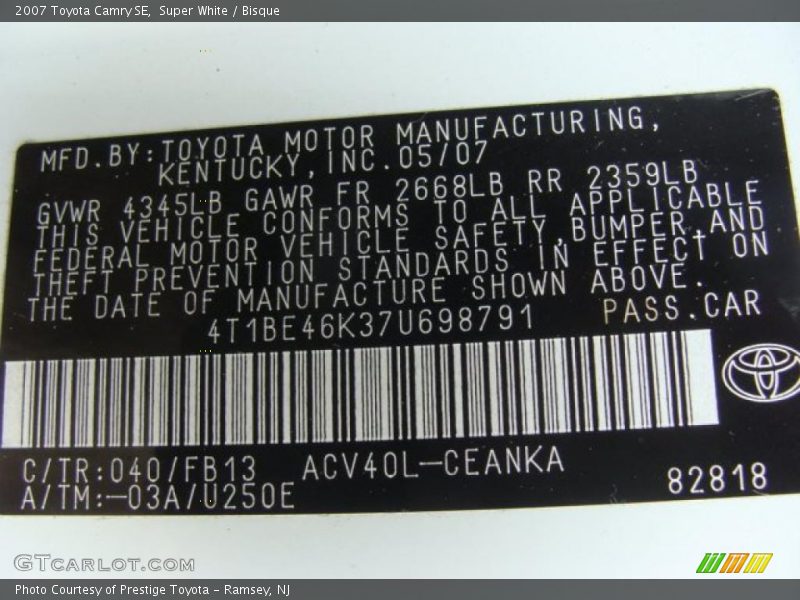 2007 Toyota Camry SE, Super White / Bisque
MFD.BY:TOYOTA MOTOR MANUFACTURING,
KENTUCKY,INC.05/07
GVWR 4345LB GAWR FR 2668LB RR 2359LB
THIS VEHICLE CONFORMS TO ALL APPLICABLE
FEDERAL MOTOR VEHICLE SAFETY,BUMPER,AND
THEFT PREVENTION STANDARDS IN EFFECT ON
THE DATE OF MANUFACTURE SHOWN ABOVE.
4T1BE46K37U698791 PASS.CAR
C/TR:040/FB13 ACV40L-CEANKA
A/TM:-03A/U250E 82818
GTCARLOT.COM
Photo Courtesy of Prestige Toyota - Ramsey, NJ